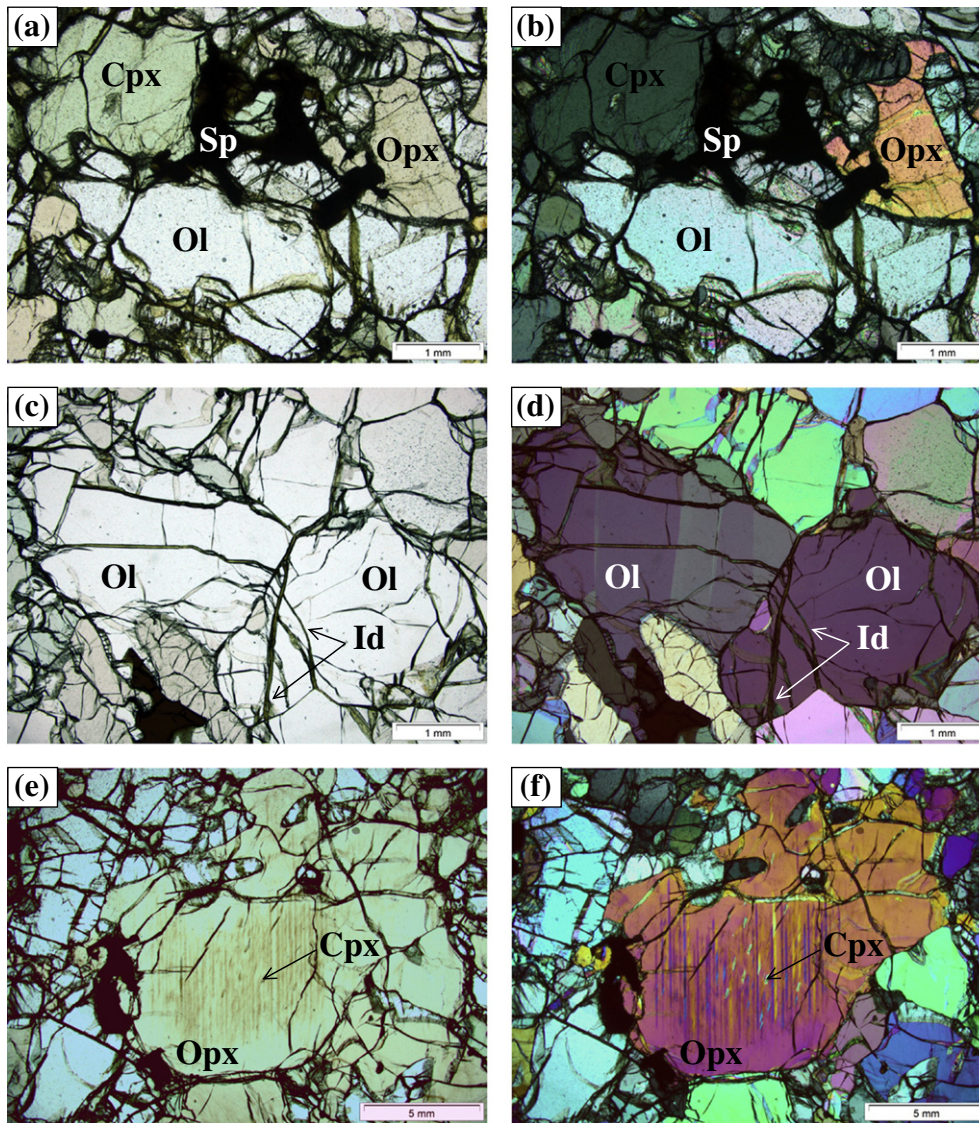 (a)
Cpx
Sp
Opx
Ol
1 mm
(b)
Cpx
Sp
Opx
Ol
1 mm
(c)
Ol
Ol
Id
1 mm
(d)
Ol
Ol
Id
1 mm
(e)
Cpx
Opx
5 mm
(f)
Cpx
Opx
5 mm